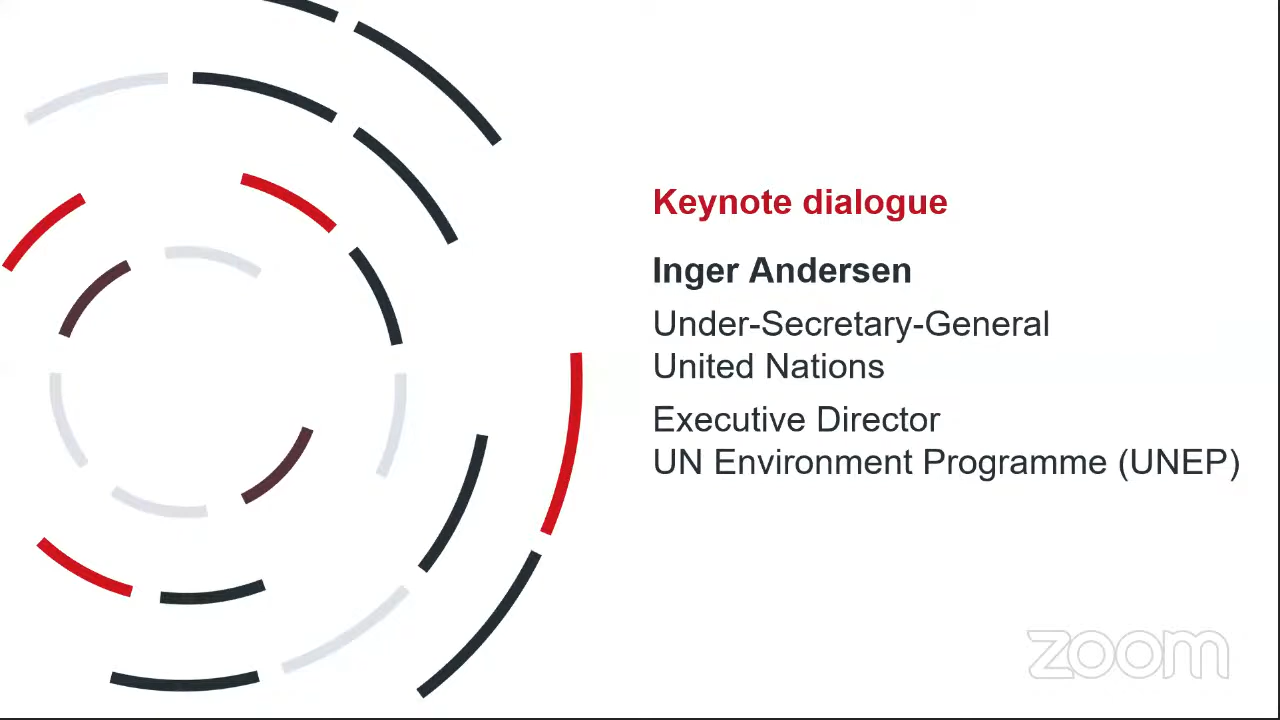 Keynote dialogue
Inger Andersen
Under-Secretary-General
United Nations
Executive Director
UN Environment Programme (UNEP)
zoom